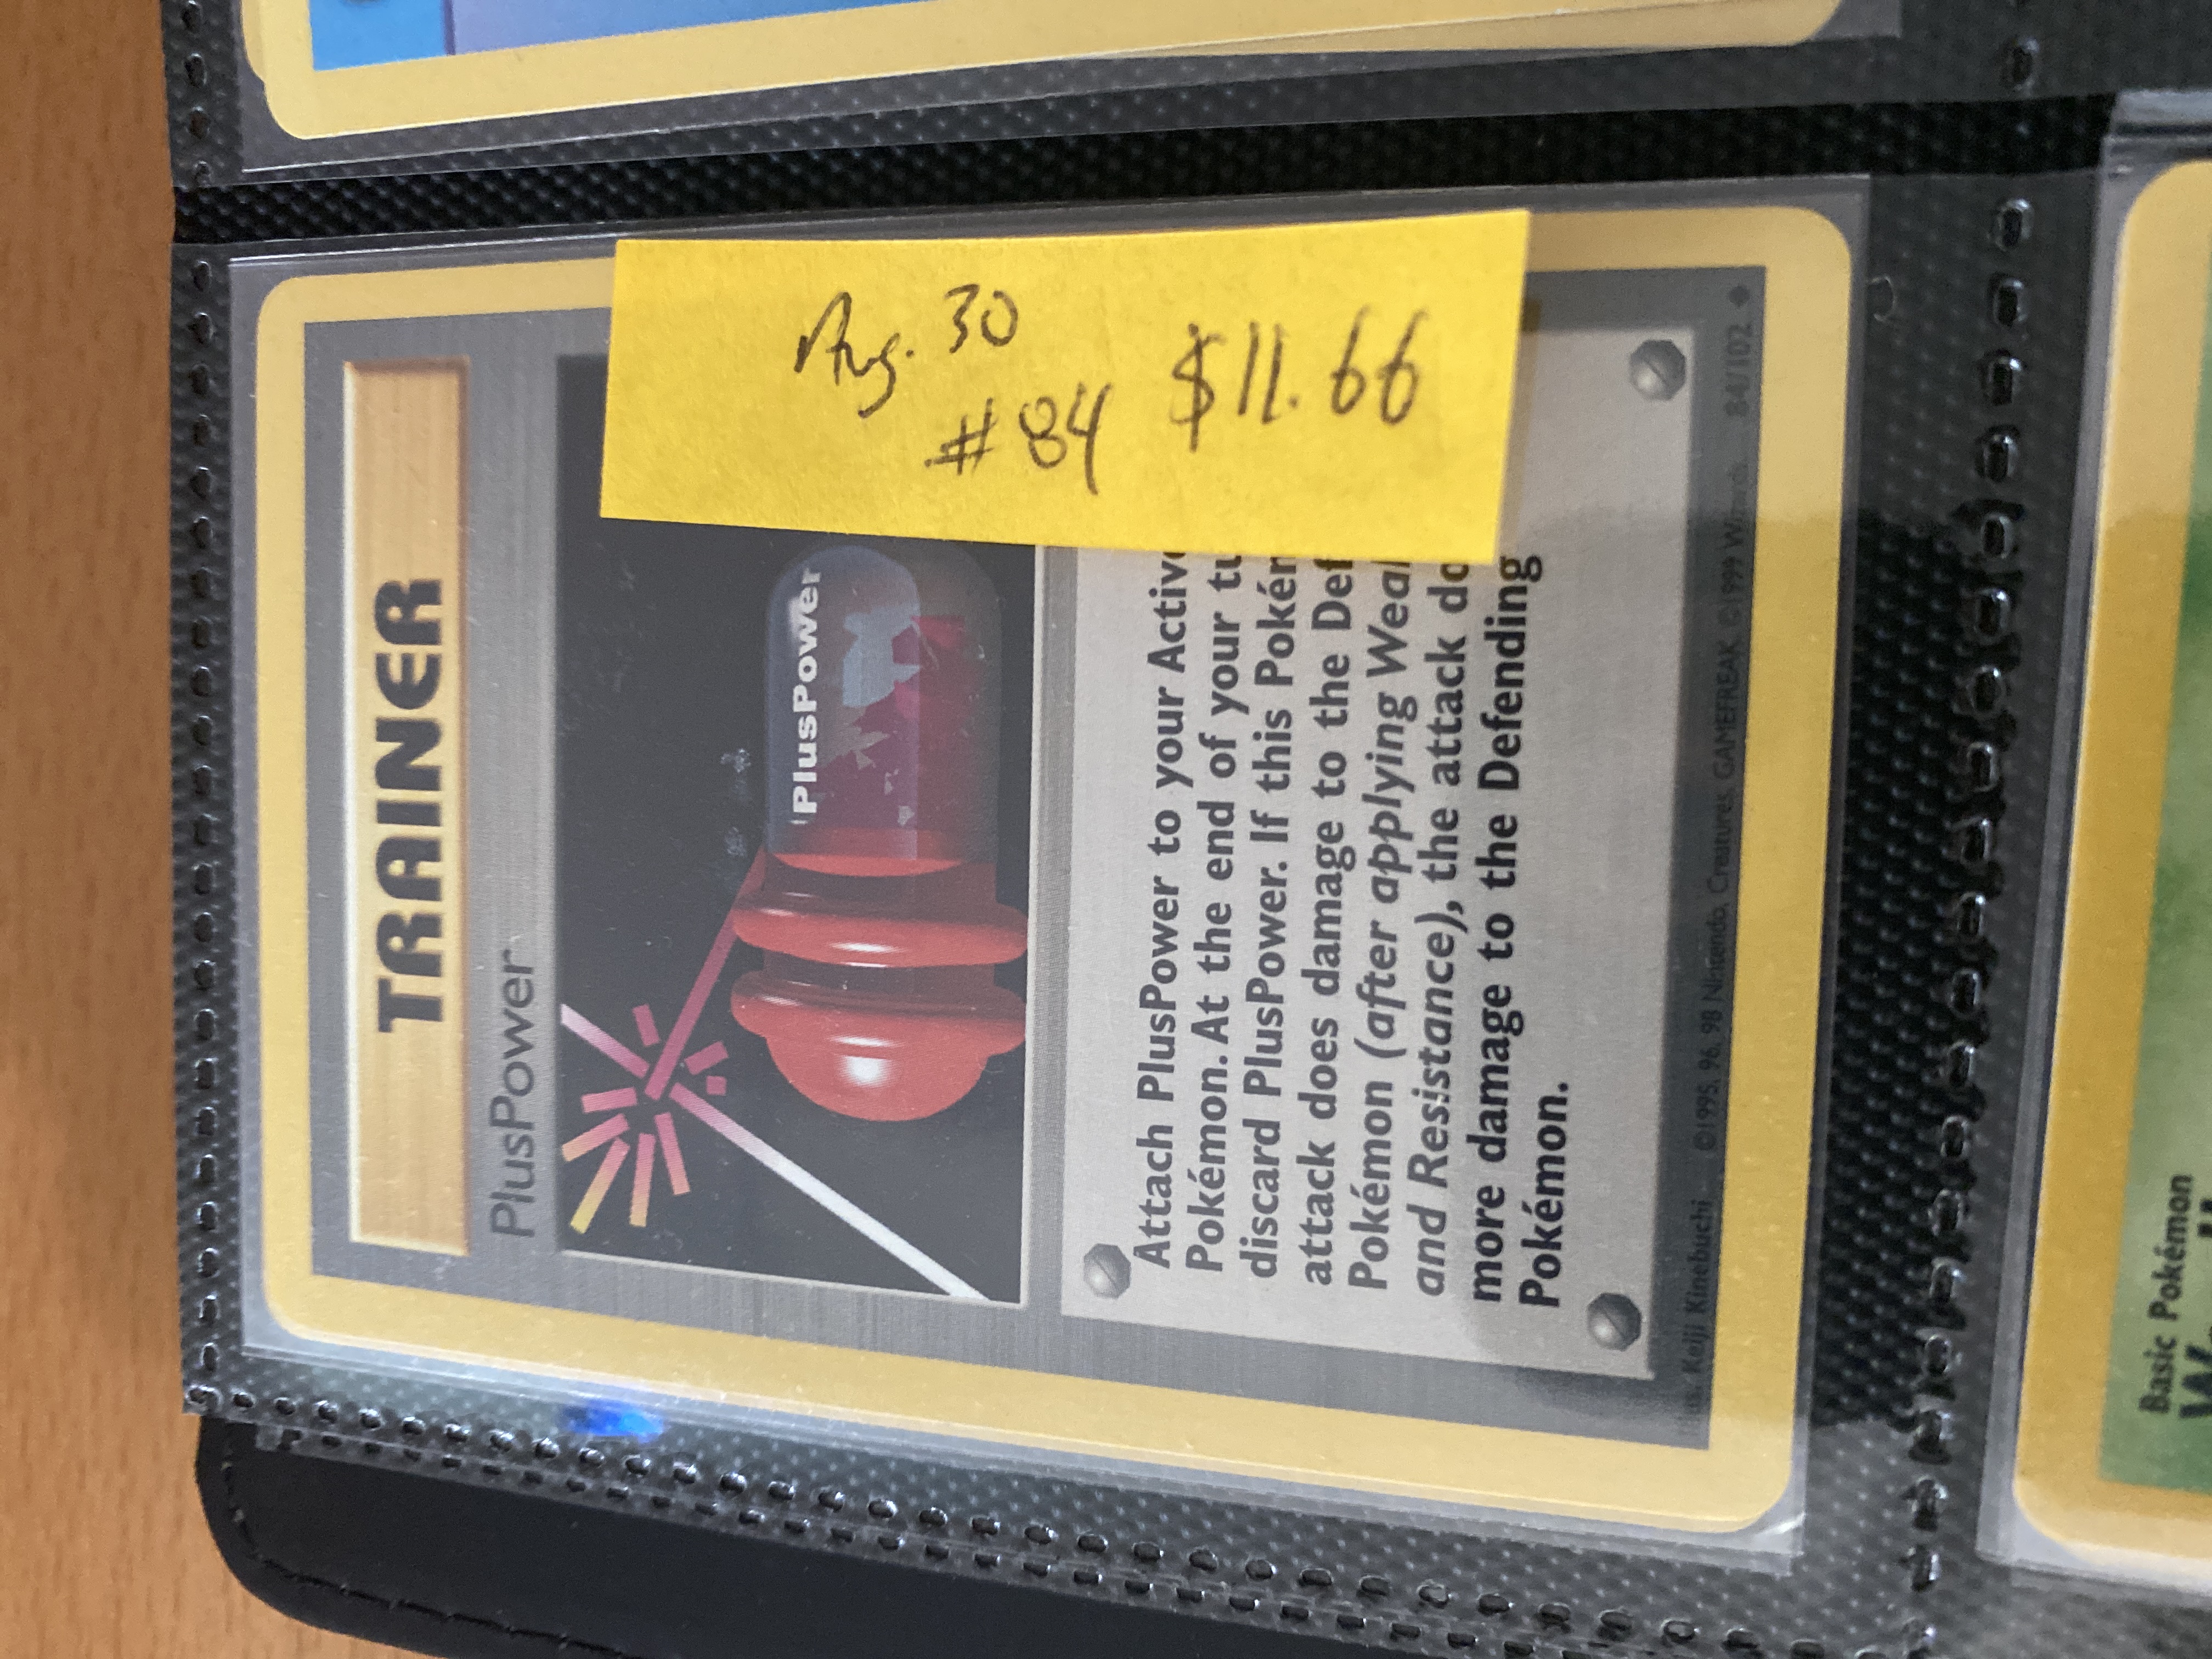 Aug. 30
#84 $11.66
TRAINER
PlusPower
PlusPower
Attach PlusPower to your Activ
Pokémon. At the end of your tu
discard PlusPower. If this Pokém
attack does damage to the Def
Pokémon (after applying Weak
and Resistance), the attack do
more damage to the Defending
Pokémon.
Keiji Kinebuchi ©1995, 96, 98 Nintendo, Creatures, GAMEFREAK. ©1999 Wizards. 84/102
Basic Pokémon